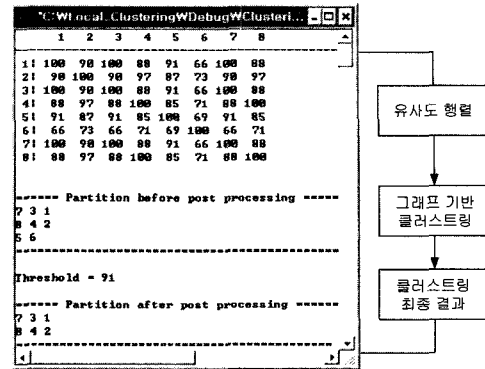 "C:₩Local_Clustering₩Debug₩Clusteri...
1 2 3 4 5 6 7 8
1: 100 90 100 88 91 66 100 88
2: 90 100 90 97 87 73 90 97
3: 100 90 100 88 91 66 100 88
4: 88 97 88 100 85 71 88 100
5: 91 87 91 85 100 69 91 85
6: 66 73 66 71 69 100 66 71
7: 100 90 100 88 91 66 100 88
8: 88 97 88 100 85 71 88 100
------ Partition before post processing -----
7 3 1
8 4 2
5 6
Threshold = 91
------ Partition after post processing -----
7 3 1
8 4 2
유사도 행렬
그래프 기반
클러스트링
클러스트링
최종 결과